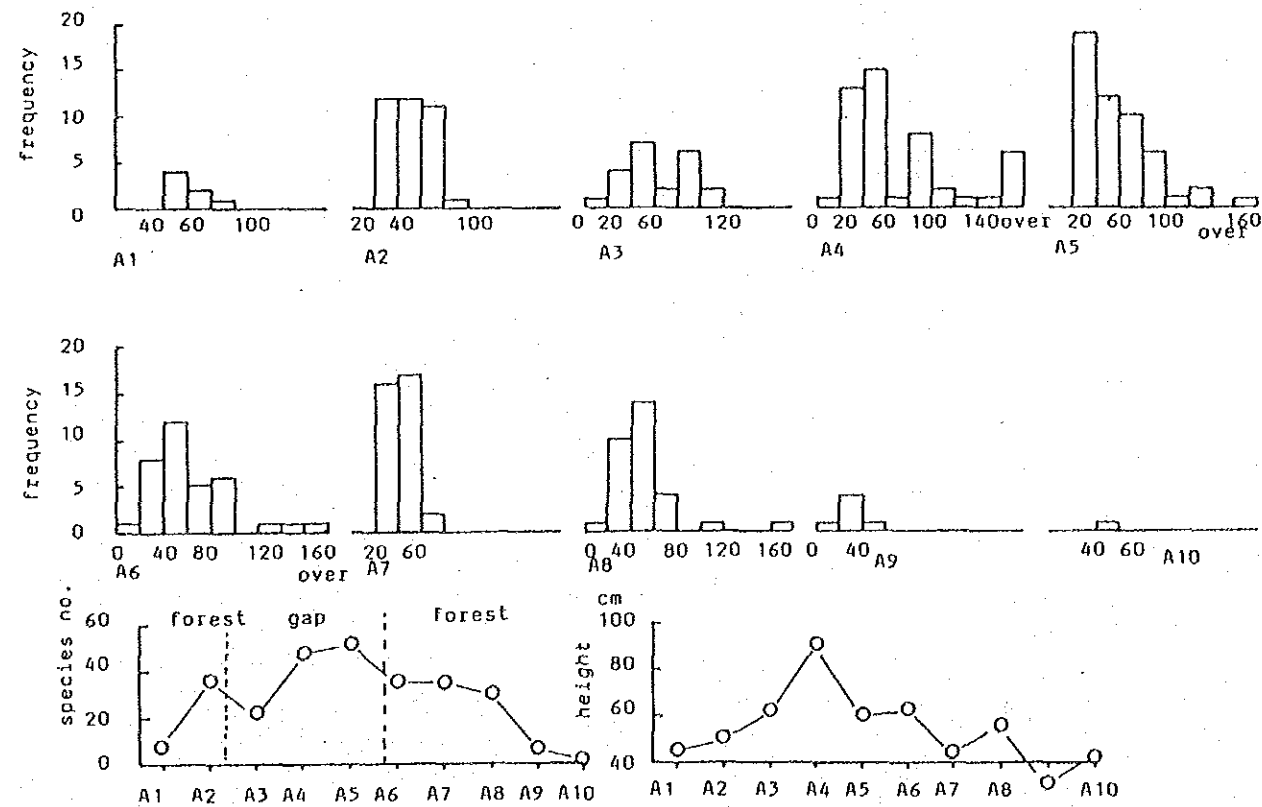 20
15
10
5
0
frequency
40 60 100
A1
20 40 100
A2
0 20 60 120
A3
0 20 60 100 140over
A4
20 60 100 160
over
A5
20
15
10
5
0
frequency
0 40 80 120 160
A6 over
20 60
A7
0 40 80 120 160
A8
0 40
A9
40 60
A10
species no.
60
40
20
0
forest gap forest
A1 A2 A3 A4 A5 A6 A7 A8 A9 A10
cm
height
100
80
60
40
A1 A2 A3 A4 A5 A6 A7 A8 A10